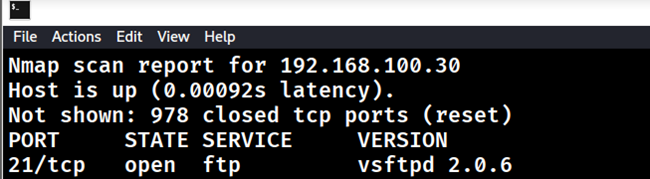 File Actions Edit View Help
Nmap scan report for 192.168.100.30
Host is up (0.00092s latency).
Not shown: 978 closed tcp ports (reset)
PORT STATE SERVICE VERSION
21/tcp open ftp vsftpd 2.0.6